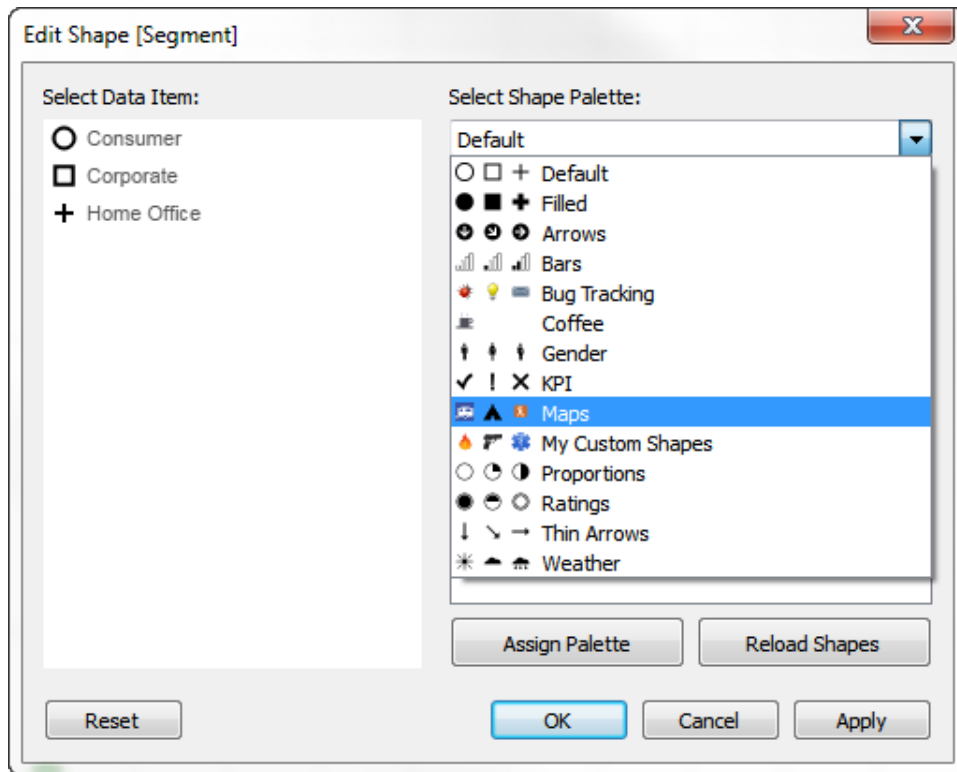 Edit Shape [Segment]
Select Data Item:
Consumer
Corporate
Home Office
Select Shape Palette:
Default
Default
Filled
Arrows
Bars
Bug Tracking
Coffee
Gender
KPI
Maps
My Custom Shapes
Proportions
Ratings
Thin Arrows
Weather
Assign Palette
Reload Shapes
Reset
OK
Cancel
Apply